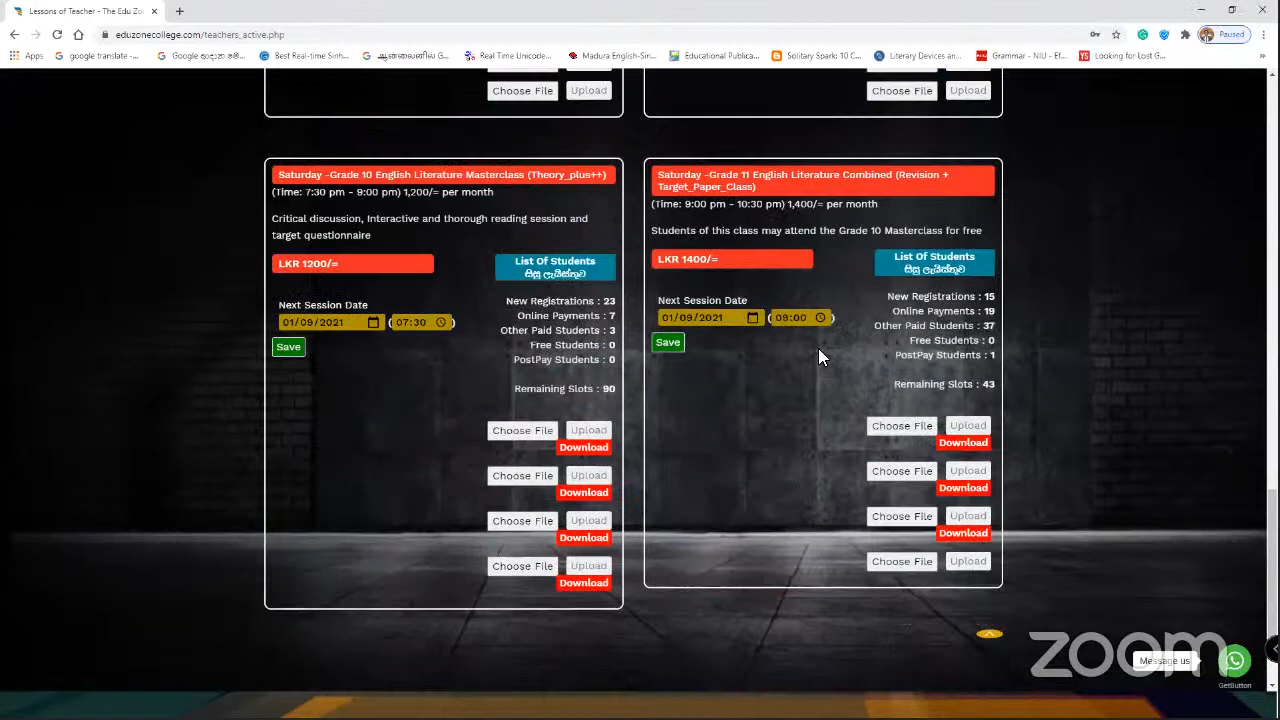 Lessons of Teacher - The Edu Zo
eduzonecollege.com/teachers_active.php
Paused
Apps
google translate -...
Google භාදාන මෙ...
Best Real-time Sinh...
Real Time Unicode...
Madura English-Sin...
Educational Publica...
Solitary Spark: 10 C...
Literary Devices an...
Grammar - NIU - Ef...
Looking for Lost G...
Choose File Upload
Choose File Upload
Saturday -Grade 10 English Literature Masterclass (Theory_plus++)
(Time: 7:30 pm - 9:00 pm) 1,200/= per month
Critical discussion, Interactive and thorough reading session and
target questionnaire
LKR 1200/=
List Of Students
සිසු ලැයිස්තුව
Next Session Date
01/09/2021 (07:30)
Save
New Registrations : 23
Online Payments : 7
Other Paid Students : 3
Free Students : 0
PostPay Students : 0
Remaining Slots : 90
Choose File Upload
Download
Choose File Upload
Download
Choose File Upload
Download
Choose File Upload
Download
Saturday -Grade 11 English Literature Combined (Revision +
Target_Paper_Class)
(Time: 9:00 pm - 10:30 pm) 1,400/= per month
Students of this class may attend the Grade 10 Masterclass for free
LKR 1400/=
List Of Students
සිසු ලැයිස්තුව
Next Session Date
01/09/2021 (09:00)
Save
New Registrations : 15
Online Payments : 19
Other Paid Students : 37
Free Students : 0
PostPay Students : 1
Remaining Slots : 43
Choose File Upload
Download
Choose File Upload
Download
Choose File Upload
Download
Choose File Upload
zoom
Message us
GetButton